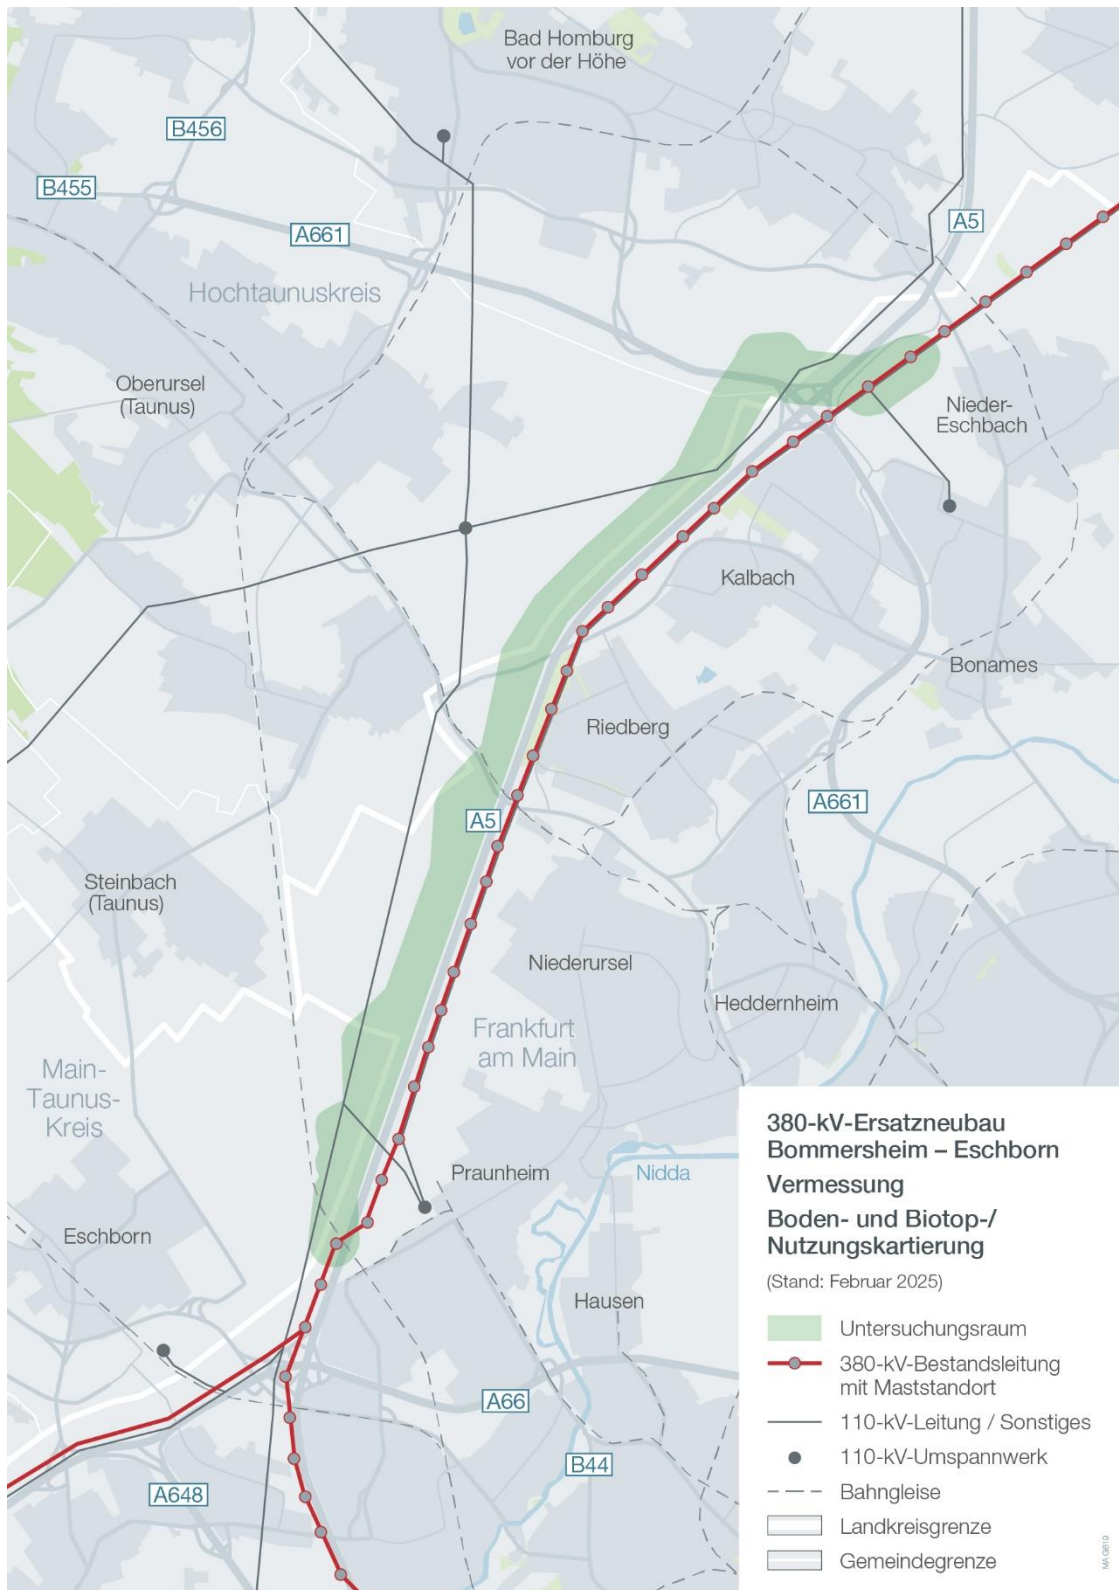 Bad Homburg
vor der Höhe
B456
B455
A5
A661
Hochtaunuskreis
Oberursel
(Taunus)
Nieder-
Eschbach
Kalbach
Bonames
Riedberg
A661
A5
Steinbach
(Taunus)
Niederursel
Heddernheim
Frankfurt
am Main
Main-
Taunus-
Kreis
Praunheim
Nidda
Eschborn
Hausen
A66
B44
A648
380-kV-Ersatzneubau
Bommersheim – Eschborn
Vermessung
Boden- und Biotop-/
Nutzungskartierung
(Stand: Februar 2025)
Untersuchungsraum
380-kV-Bestandsleitung
mit Maststandort
110-kV-Leitung / Sonstiges
110-kV-Umspannwerk
Bahngleise
Landkreisgrenze
Gemeindegrenze